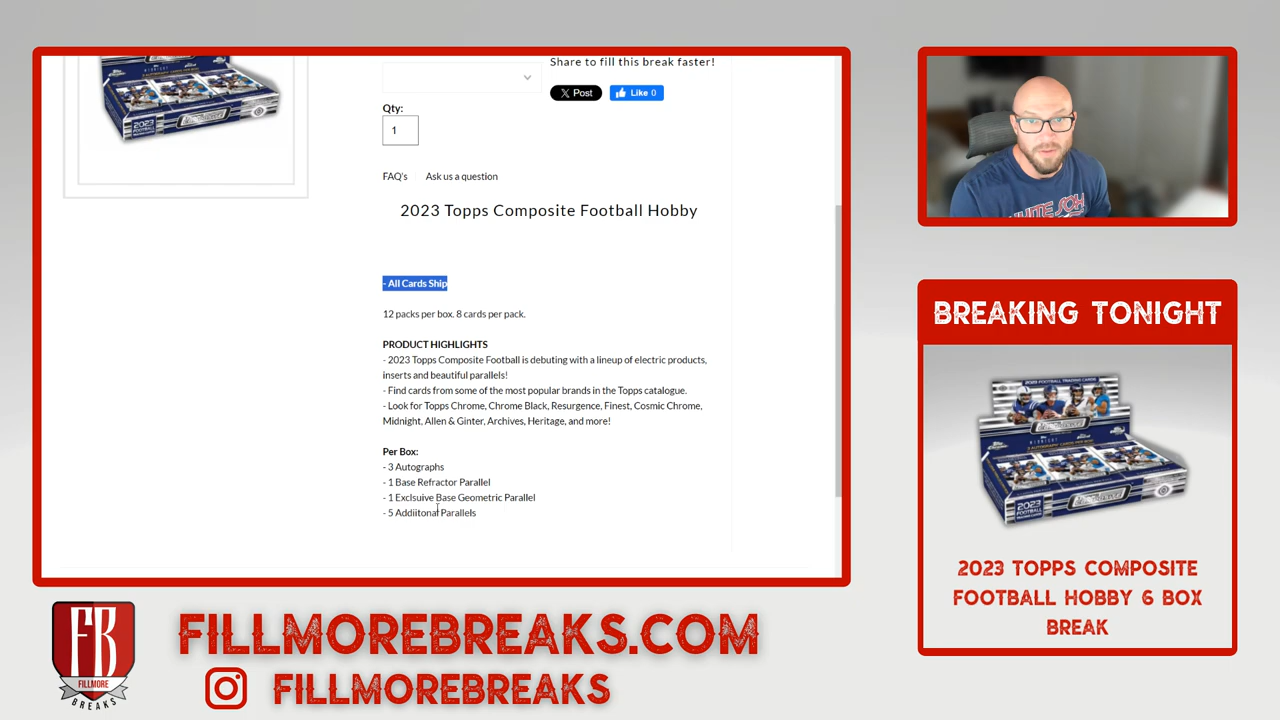 Share to fill this break faster!
X Post
Like 0
Qty:
1
FAQ's
Ask us a question
2023 Topps Composite Football Hobby
- All Cards Ship
12 packs per box. 8 cards per pack.
PRODUCT HIGHLIGHTS
- 2023 Topps Composite Football is debuting with a lineup of electric products,
inserts and beautiful parallels!
- Find cards from some of the most popular brands in the Topps catalogue.
- Look for Topps Chrome, Chrome Black, Resurgence, Finest, Cosmic Chrome,
Midnight, Allen & Ginter, Archives, Heritage, and more!
Per Box:
- 3 Autographs
- 1 Base Refractor Parallel
- 1 Exclsuive Base Geometric Parallel
- 5 Addiitonal Parallels
BREAKING TONIGHT
2023
2023 TOPPS COMPOSITE
FOOTBALL HOBBY 6 BOX
BREAK
FB
FILLMORE
BREAKS
FILLMOREBREAKS.COM
FILLMOREBREAKS